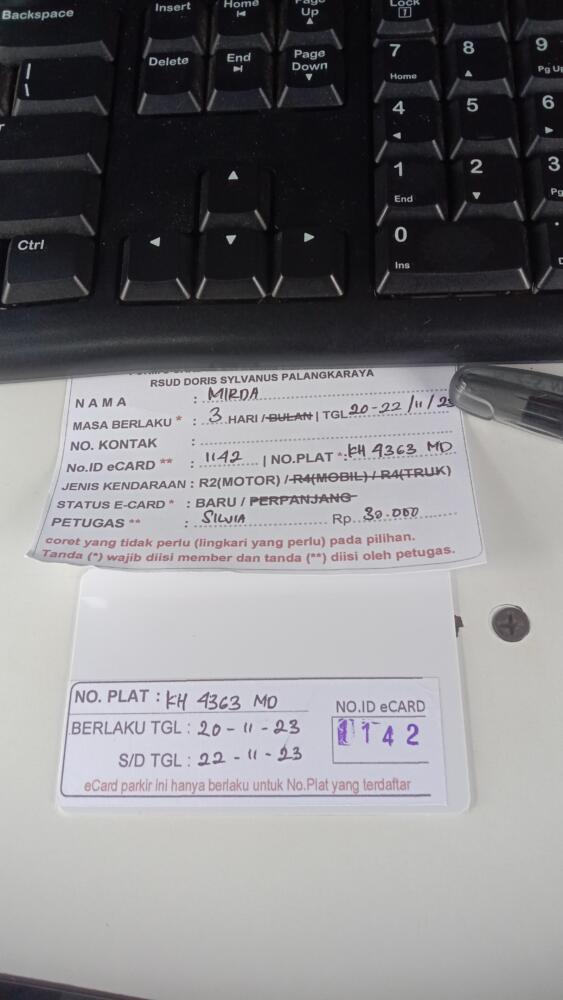 Backspace
Insert
Home
Page
Up
Lock
Delete
End
Page
Down
7
Home
8
9
Pg Up
4
5
6
1
End
2
3
Ctrl
0
Ins
RSUD DORIS SYLVANUS PALANGKARAYA
NAMA : MIRDA
MASA BERLAKU * : 3 HARI / BULAN | TGL 20-22/11/23
NO. KONTAK :
No.ID eCARD ** : 1142 | NO.PLAT *: KH 4363 MD
JENIS KENDARAAN : R2(MOTOR) / R4(MOBIL) / R4(TRUK)
STATUS E-CARD * : BARU / PERPANJANG
PETUGAS ** : SILVIA Rp. 30.000
coret yang tidak perlu (lingkari yang perlu) pada pilihan.
Tanda (*) wajib diisi member dan tanda (**) diisi oleh petugas.
NO. PLAT : KH 4363 MD
NO.ID eCARD
BERLAKU TGL : 20-11-23
1142
S/D TGL : 22-11-23
eCard parkir ini hanya berlaku untuk No.Plat yang terdaftar